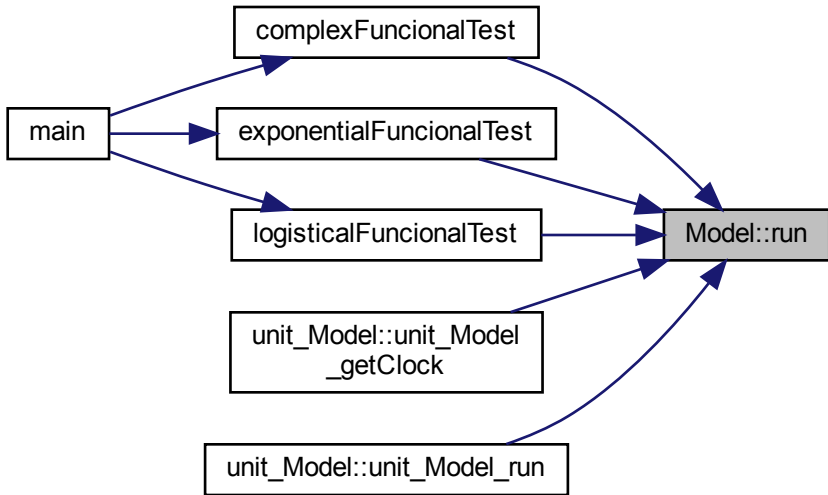 complexFuncionalTest
main
exponentialFuncionalTest
logisticalFuncionalTest
Model::run
unit_Model::unit_Model
_getClock
unit_Model::unit_Model_run